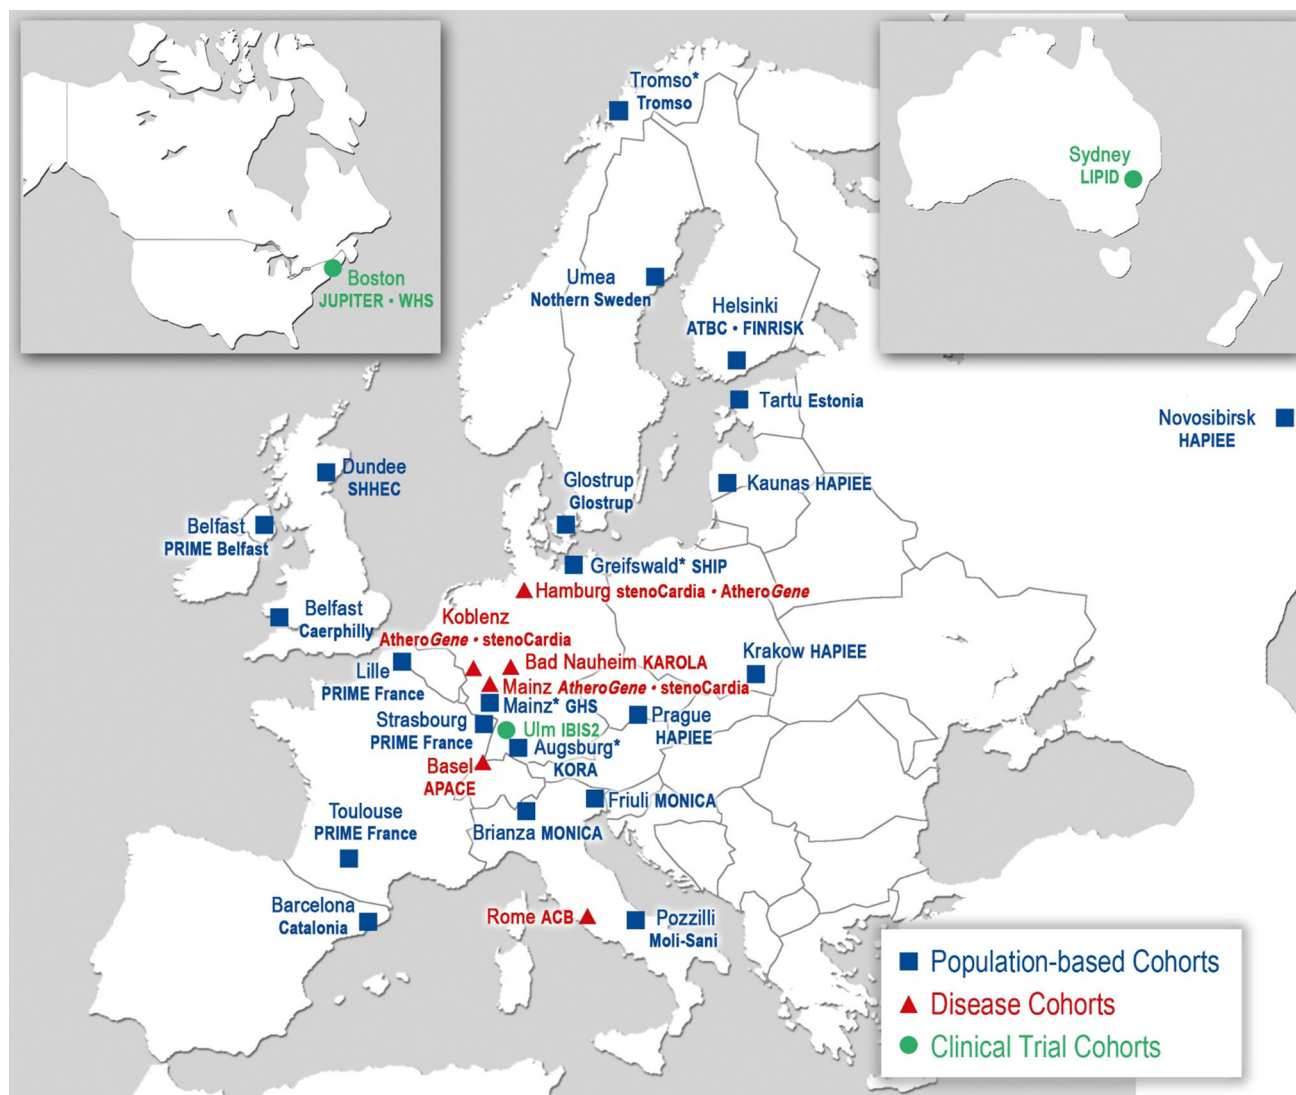 Tromso*
Tromso
Sydney
LIPID
Boston
JUPITER • WHS
Umea
Nothern Sweden
Helsinki
ATBC • FINRISK
Tartu Estonia
Novosibirsk
HAPIEE
Dundee
SHHEC
Glostrup
Glostrup
Kaunas HAPIEE
Belfast
PRIME Belfast
Greifswald* SHIP
Hamburg stenoCardia • AtheroGene
Belfast
Caerphilly
Koblenz
AtheroGene • stenoCardia
Krakow HAPIEE
Bad Nauheim KAROLA
Lille
PRIME France
Mainz AtheroGene • stenoCardia
Mainz* GHS
Strasbourg
PRIME France
Prague
HAPIEE
Ulm IBIS2
Augsburg*
KORA
Basel
APACE
Friuli MONICA
Toulouse
PRIME France
Brianza MONICA
Barcelona
Catalonia
Rome ACB
Pozzilli
Moli-Sani
Population-based Cohorts
Disease Cohorts
Clinical Trial Cohorts